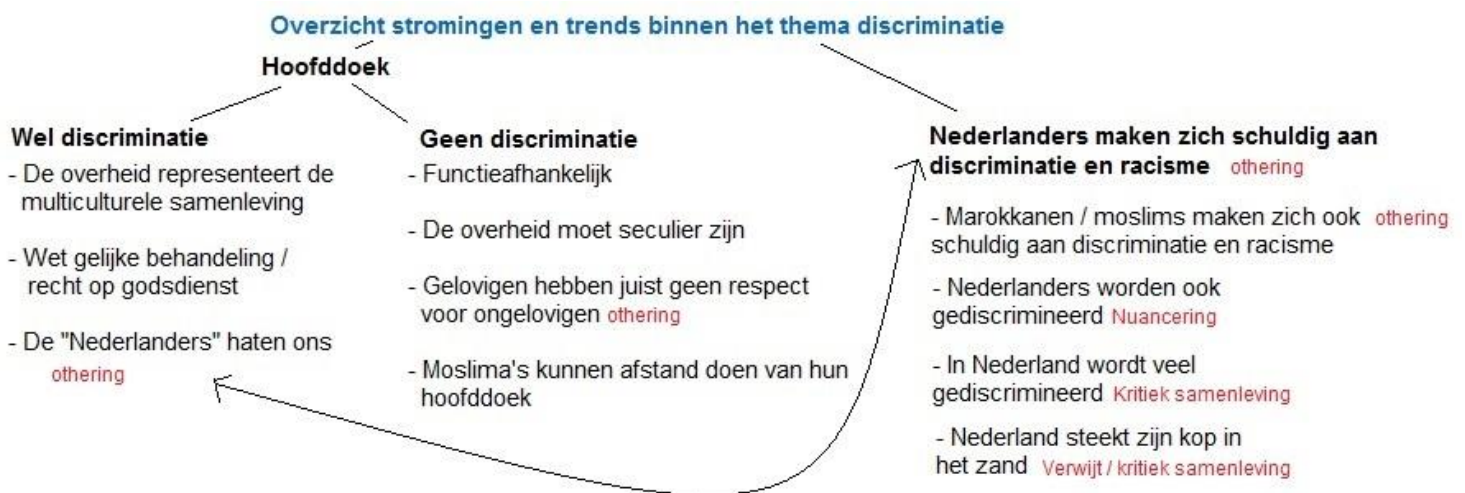 Overzicht stromingen en trends binnen het thema discriminatie
Hoofddoek
Wel discriminatie
- De overheid representeert de
multiculturele samenleving
- Wet gelijke behandeling /
recht op godsdienst
- De "Nederlanders" haten ons
othering
Geen discriminatie
- Functieafhankelijk
- De overheid moet seculier zijn
- Gelovigen hebben juist geen respect
voor ongelovigen othering
- Moslima's kunnen afstand doen van hun
hoofddoek
Nederlanders maken zich schuldig aan
discriminatie en racisme othering
- Marokkanen / moslims maken zich ook othering
schuldig aan discriminatie en racisme
- Nederlanders worden ook
gediscrimineerd Nuancering
- In Nederland wordt veel
gediscrimineerd Kritiek samenleving
- Nederland steekt zijn kop in
het zand Verwijt / kritiek samenleving